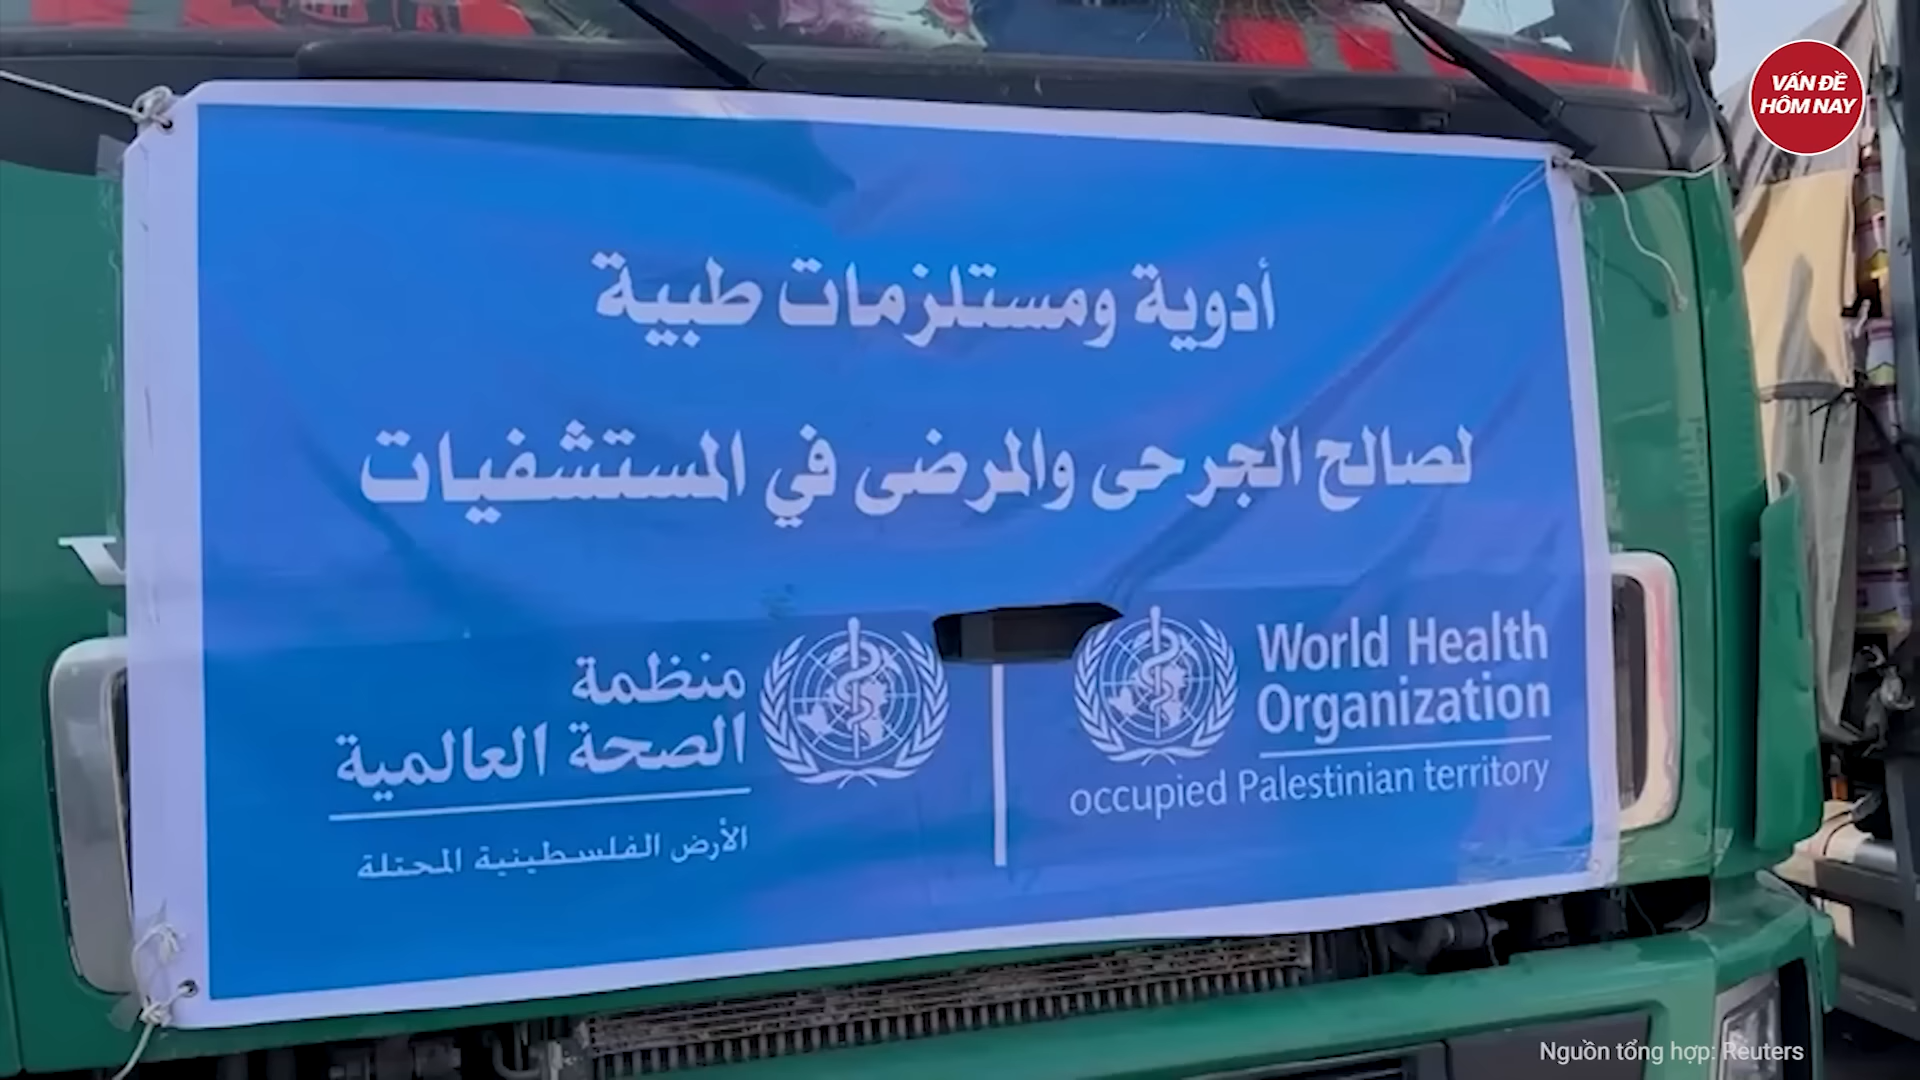 VẤN ĐỀ
HÔM NAY
أدوية ومستلزمات طبية
لصالح الجرحى والمرضى في المستشفيات
منظمة
الصحة العالمية
الأرض الفلسطينية المحتلة
World Health
Organization
occupied Palestinian territory
Nguồn tổng hợp: Reuters